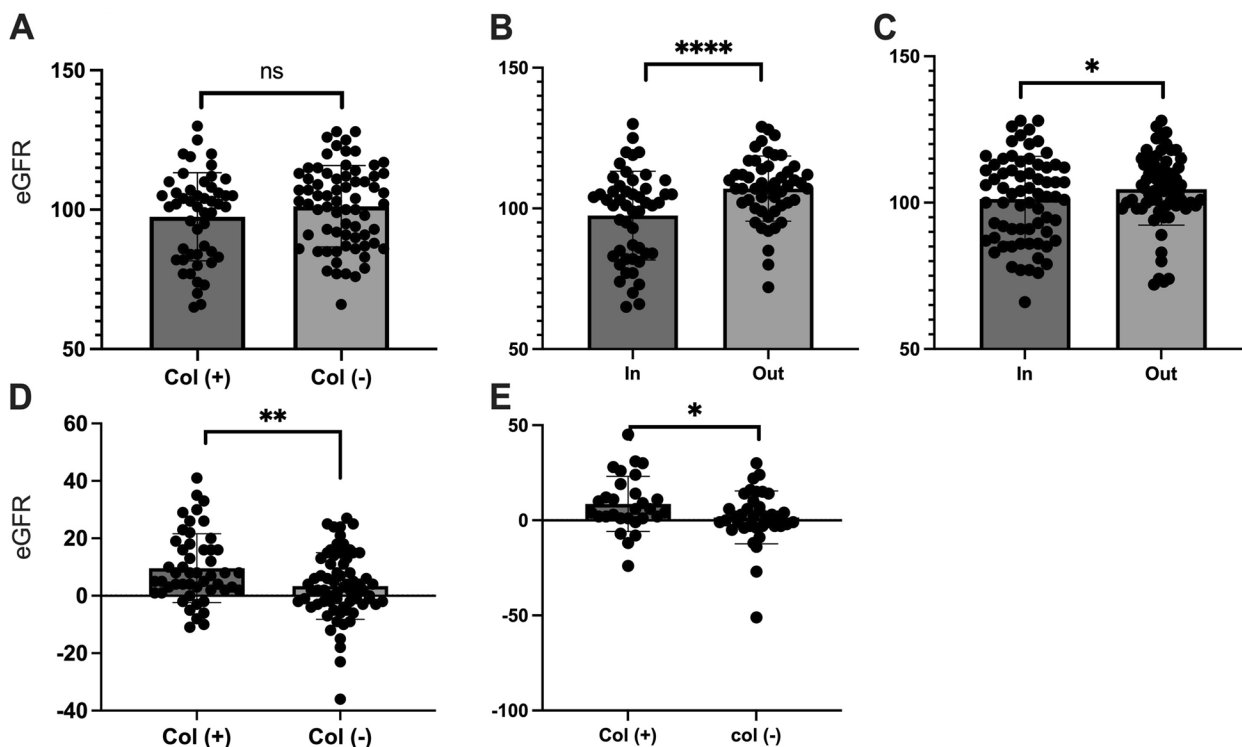 A
B
C
150
ns
eGFR
100
50
Col (+)
Col (-)
150
****
100
50
In
Out
150
*
100
50
In
Out
D
E
60
**
40
eGFR
20
0
-20
-40
Col (+)
Col (-)
50
*
0
-50
-100
Col (+)
col (-)